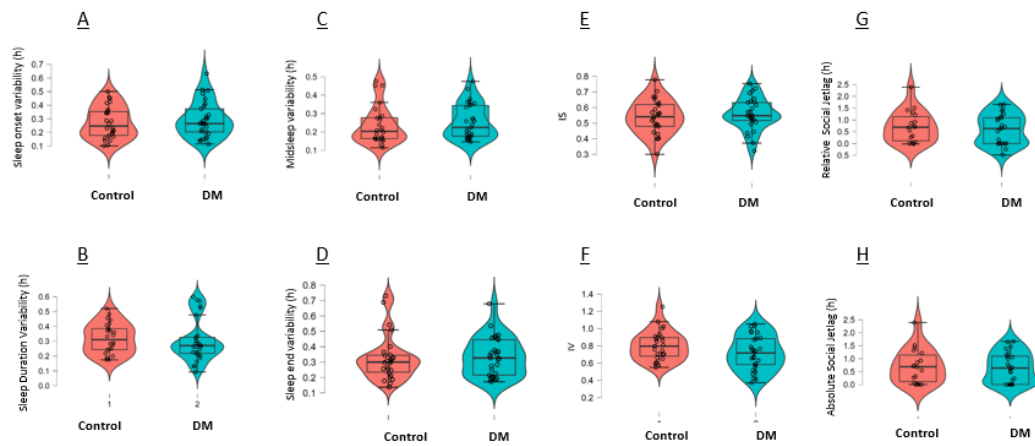 A
Sleep onset variability (h)
0.7
0.6
0.5
0.4
0.3
0.2
0.1
Control DM
C
Midsleep variability (h)
0.5
0.4
0.3
0.2
0.1
Control DM
E
IS
0.8
0.7
0.6
0.5
0.4
0.3
Control DM
G
Relative Social Jetlag (h)
2.5
2.0
1.5
1.0
0.5
0.0
0.5
Control DM
B
Sleep Duration Variability (h)
0.6
0.5
0.4
0.3
0.2
0.1
0.0
1 2
Control DM
D
Sleep end variability (h)
0.8
0.7
0.6
0.5
0.4
0.3
0.2
0.1
Control DM
F
IV
1.4
1.2
1.0
0.8
0.6
0.4
0.2
Control DM
H
Absolute Social Jetlag (h)
2.5
2.0
1.5
1.0
0.5
0.0
Control DM